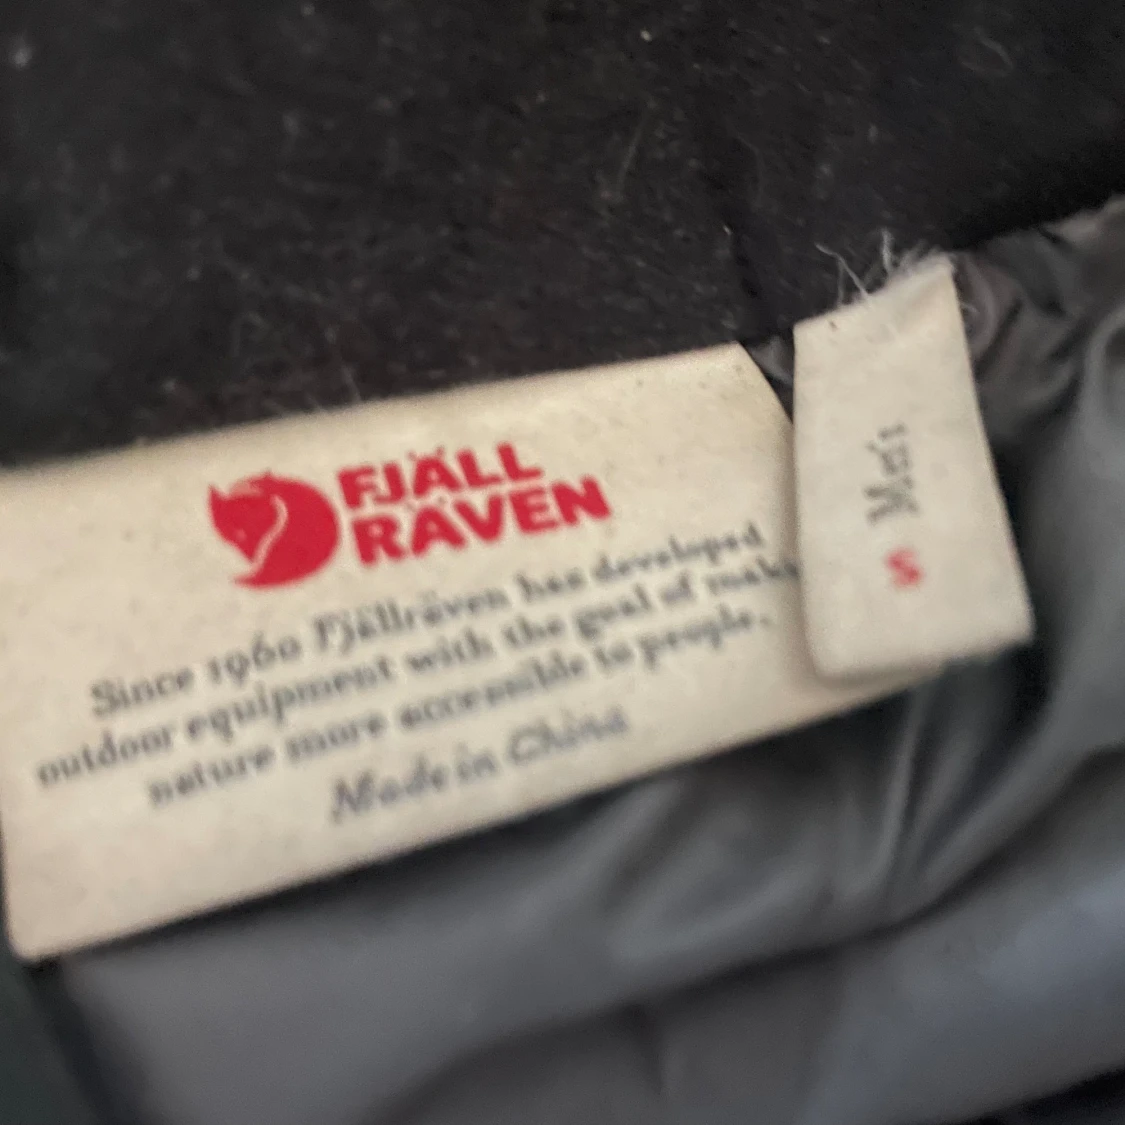 FJÄLL
RÄVEN
Since 1960 Fjällräven has developed
outdoor equipment with the goal of
nature more accessible to people.
Made in China
Men's
S